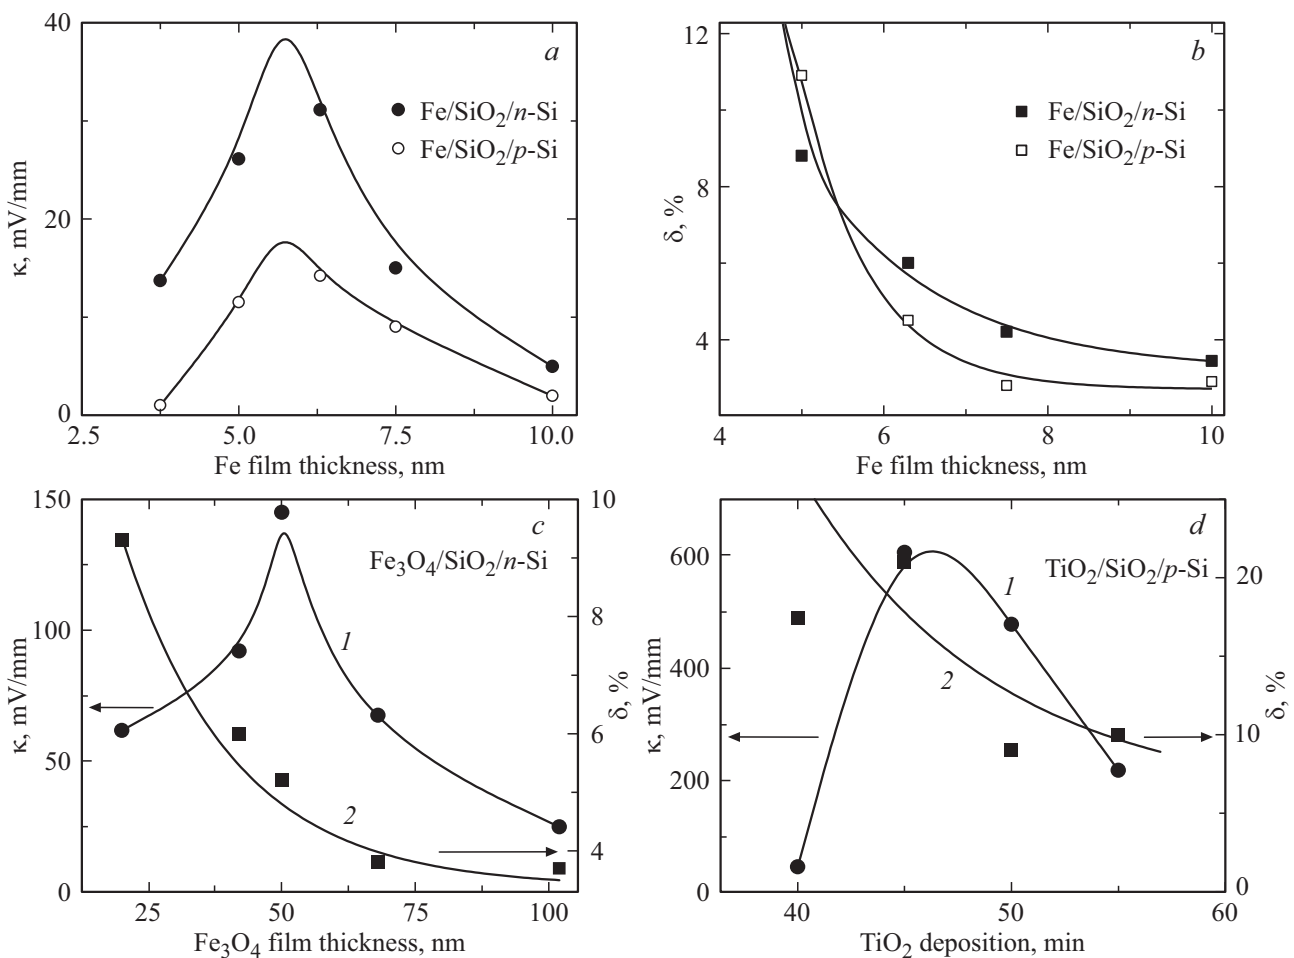 a
κ, mV/mm
40
20
0
Fe/SiO2/n-Si
Fe/SiO2/p-Si
2.5 5.0 7.5 10.0
Fe film thickness, nm
b
δ, %
12
8
4
Fe/SiO2/n-Si
Fe/SiO2/p-Si
4 6 8 10
Fe film thickness, nm
c
κ, mV/mm
150
100
50
0
Fe3O4/SiO2/n-Si
1
2
10
8
6
4
δ, %
25 50 75 100
Fe3O4 film thickness, nm
d
κ, mV/mm
600
400
200
0
TiO2/SiO2/p-Si
1
2
20
10
0
δ, %
40 50 60
TiO2 deposition, min